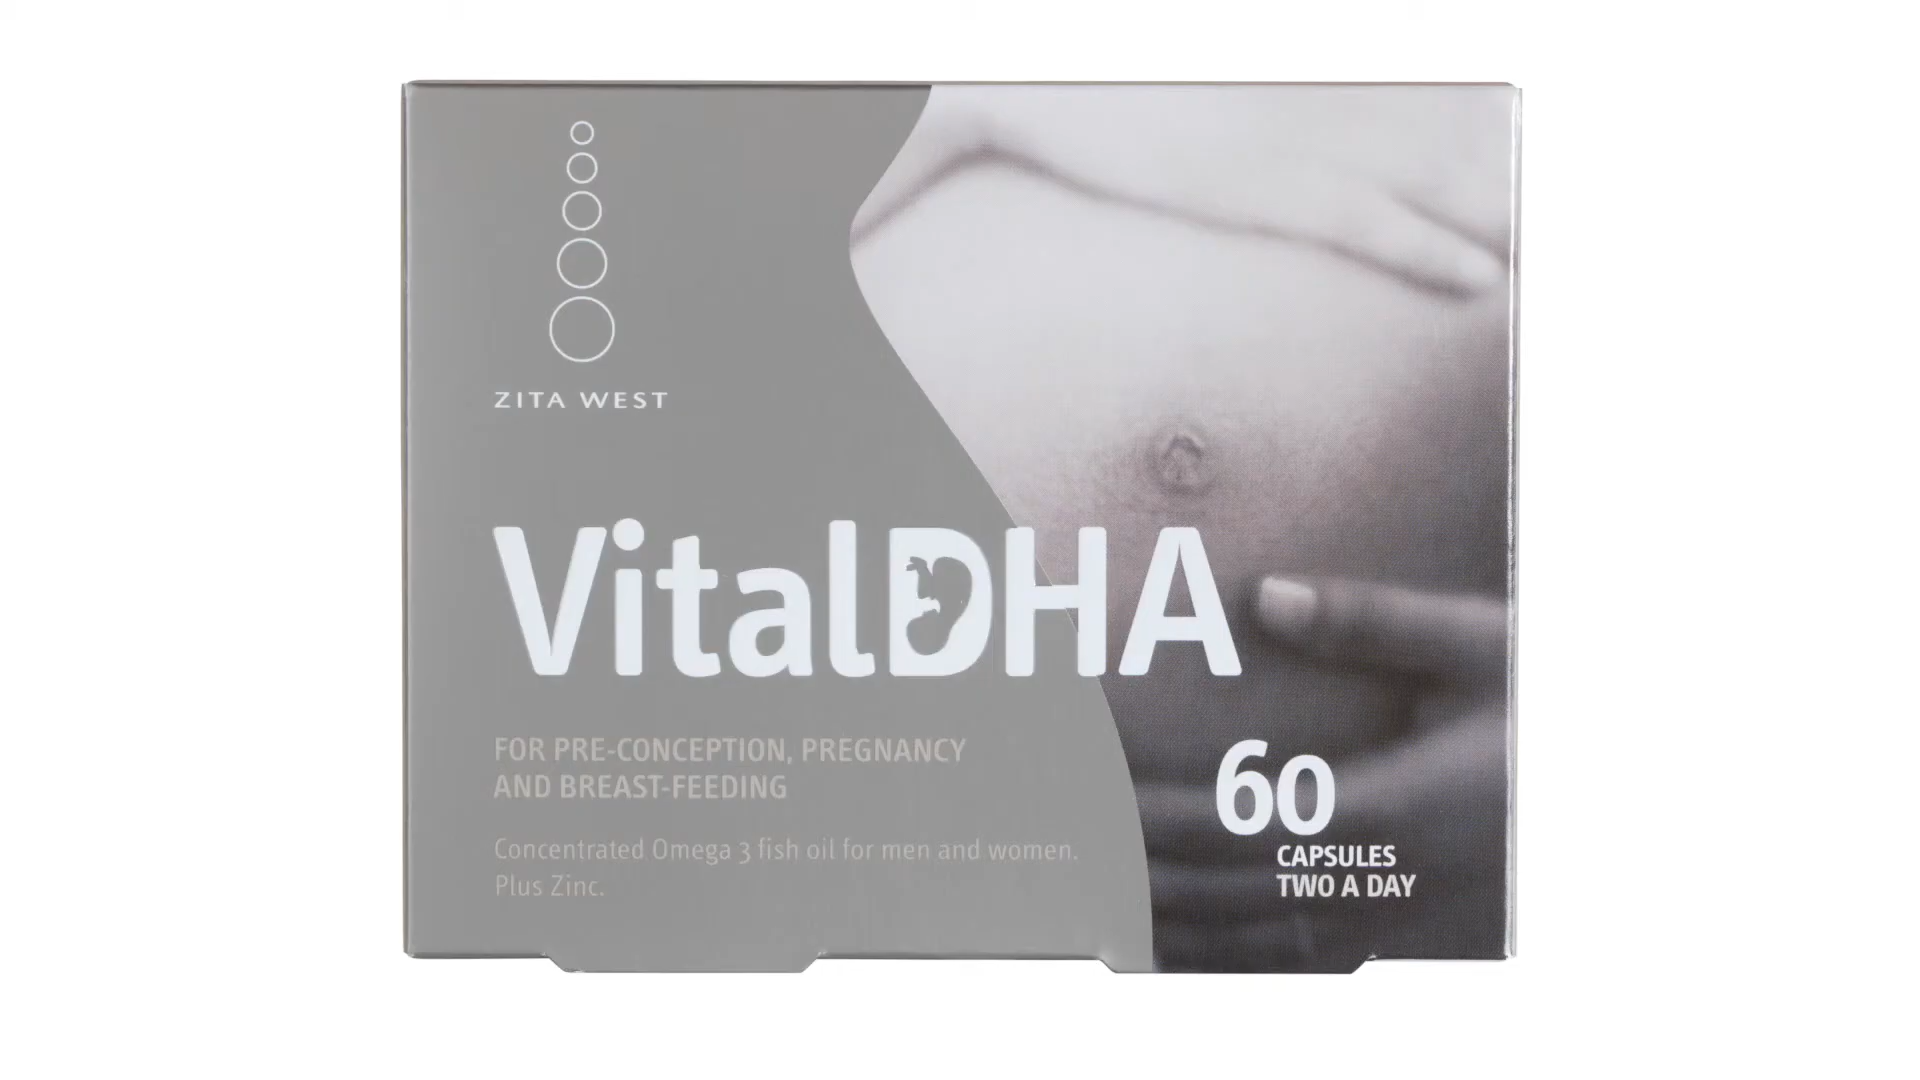 ZITA WEST
VitalDHA
FOR PRE-CONCEPTION, PREGNANCY
AND BREAST-FEEDING
Concentrated Omega 3 fish oil for men and women.
Plus Zinc.
60
CAPSULES
TWO A DAY